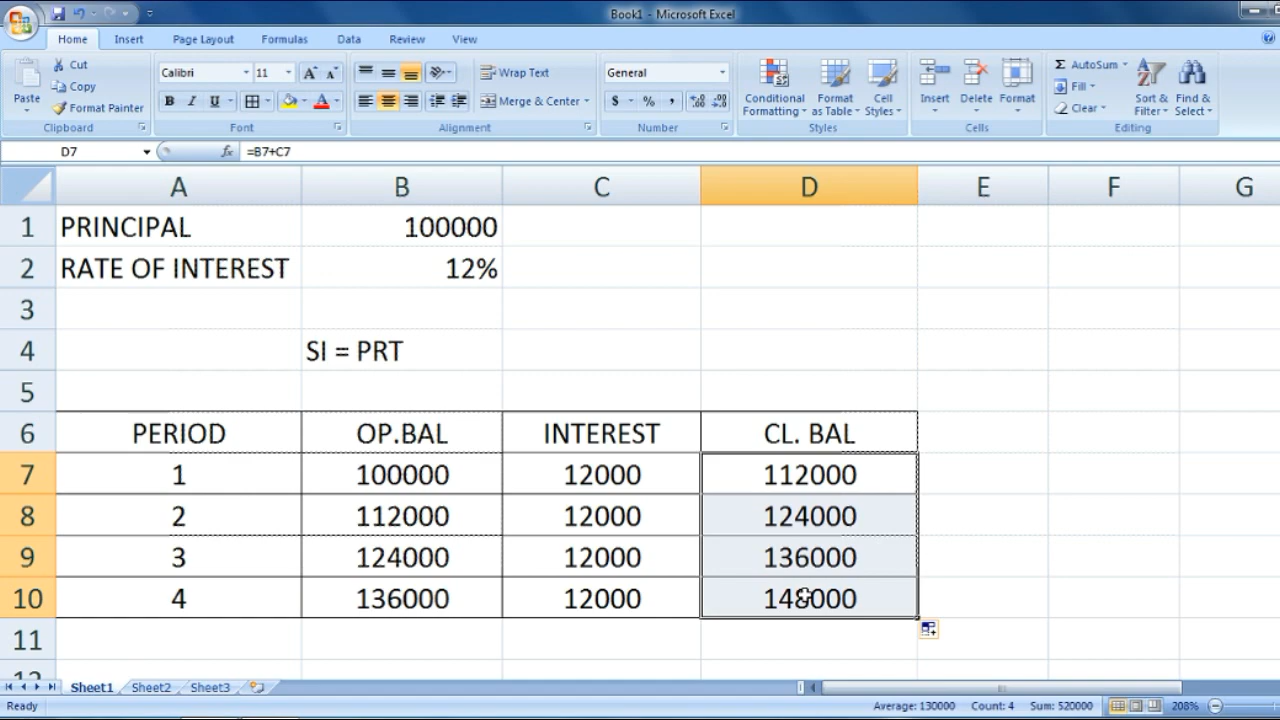 Book1 - Microsoft Excel
Home Insert Page Layout Formulas Data Review View
Paste
Cut
Copy
Format Painter
Clipboard
Calibri 11
B I U
Font
Wrap Text
Merge & Center
Alignment
General
$ % ,
Number
Conditional Formatting
Format as Table
Cell Styles
Styles
Insert Delete Format
Cells
Σ AutoSum
Fill
Clear
Sort & Filter
Find & Select
Editing
D7 fx =B7+C7
A B C D E F G
1 PRINCIPAL 100000
2 RATE OF INTEREST 12%
3
4 SI = PRT
5
6 PERIOD OP.BAL INTEREST CL. BAL
7 1 100000 12000 112000
8 2 112000 12000 124000
9 3 124000 12000 136000
10 4 136000 12000 148000
11
12
Sheet1 Sheet2 Sheet3
Ready Average: 130000 Count: 4 Sum: 520000 208%